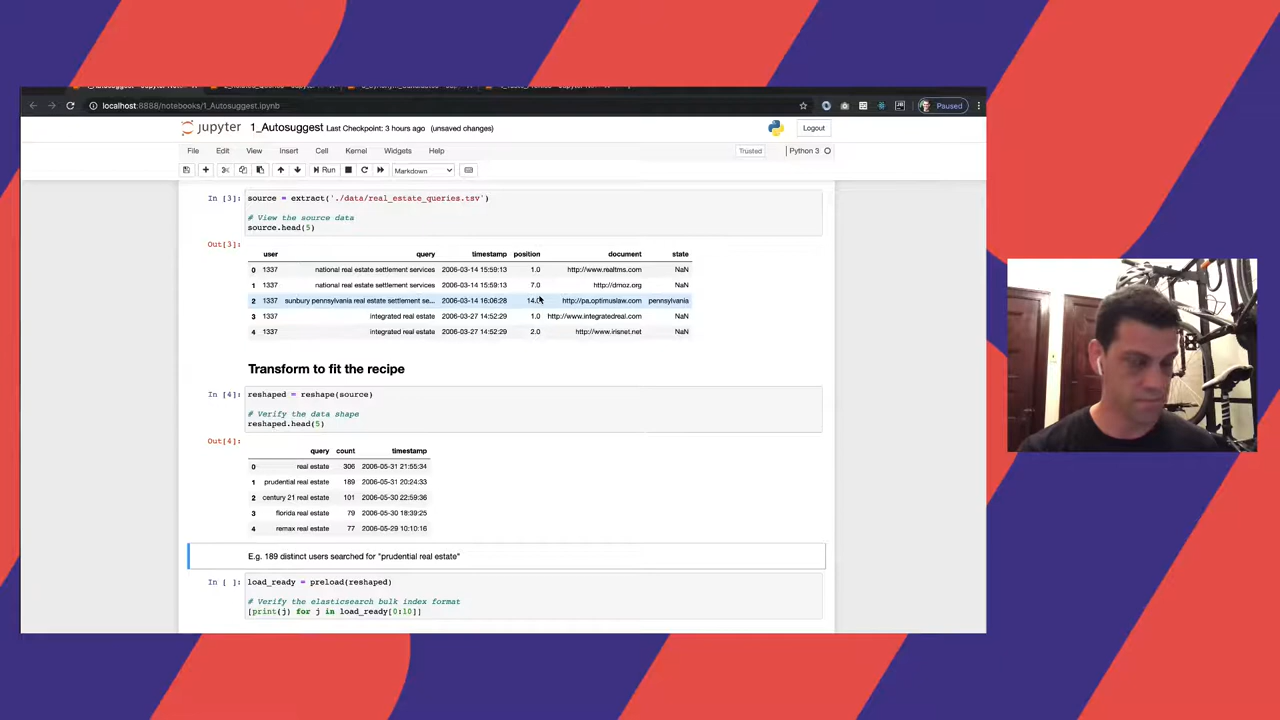 localhost:8888/notebooks/1_Autosuggest.ipynb
Paused
jupyter 1_Autosuggest Last Checkpoint: 3 hours ago (unsaved changes)
Logout
File Edit View Insert Cell Kernel Widgets Help
Trusted Python 3
Run Markdown
In [3]: source = extract('./data/real_estate_queries.tsv')
# View the source data
source.head(5)
Out[3]:
user query timestamp position document state
0 1337 national real estate settlement services 2006-03-14 15:59:13 1.0 http://www.realtms.com NaN
1 1337 national real estate settlement services 2006-03-14 15:59:13 7.0 http://dmoz.org NaN
2 1337 sunbury pennsylvania real estate settlement se... 2006-03-14 16:06:28 14.0 http://pa.optimuslaw.com pennsylvania
3 1337 integrated real estate 2006-03-27 14:52:29 1.0 http://www.integratedreal.com NaN
4 1337 integrated real estate 2006-03-27 14:52:29 2.0 http://www.irisnet.net NaN
Transform to fit the recipe
In [4]: reshaped = reshape(source)
# Verify the data shape
reshaped.head(5)
Out[4]:
query count timestamp
0 real estate 306 2006-05-31 21:55:34
1 prudential real estate 189 2006-05-31 20:24:33
2 century 21 real estate 101 2006-05-30 22:59:36
3 florida real estate 79 2006-05-30 18:39:25
4 remax real estate 77 2006-05-29 10:10:16
E.g. 189 distinct users searched for "prudential real estate"
In [ ]: load_ready = preload(reshaped)
# Verify the elasticsearch bulk index format
[print(j) for j in load_ready[0:10]]